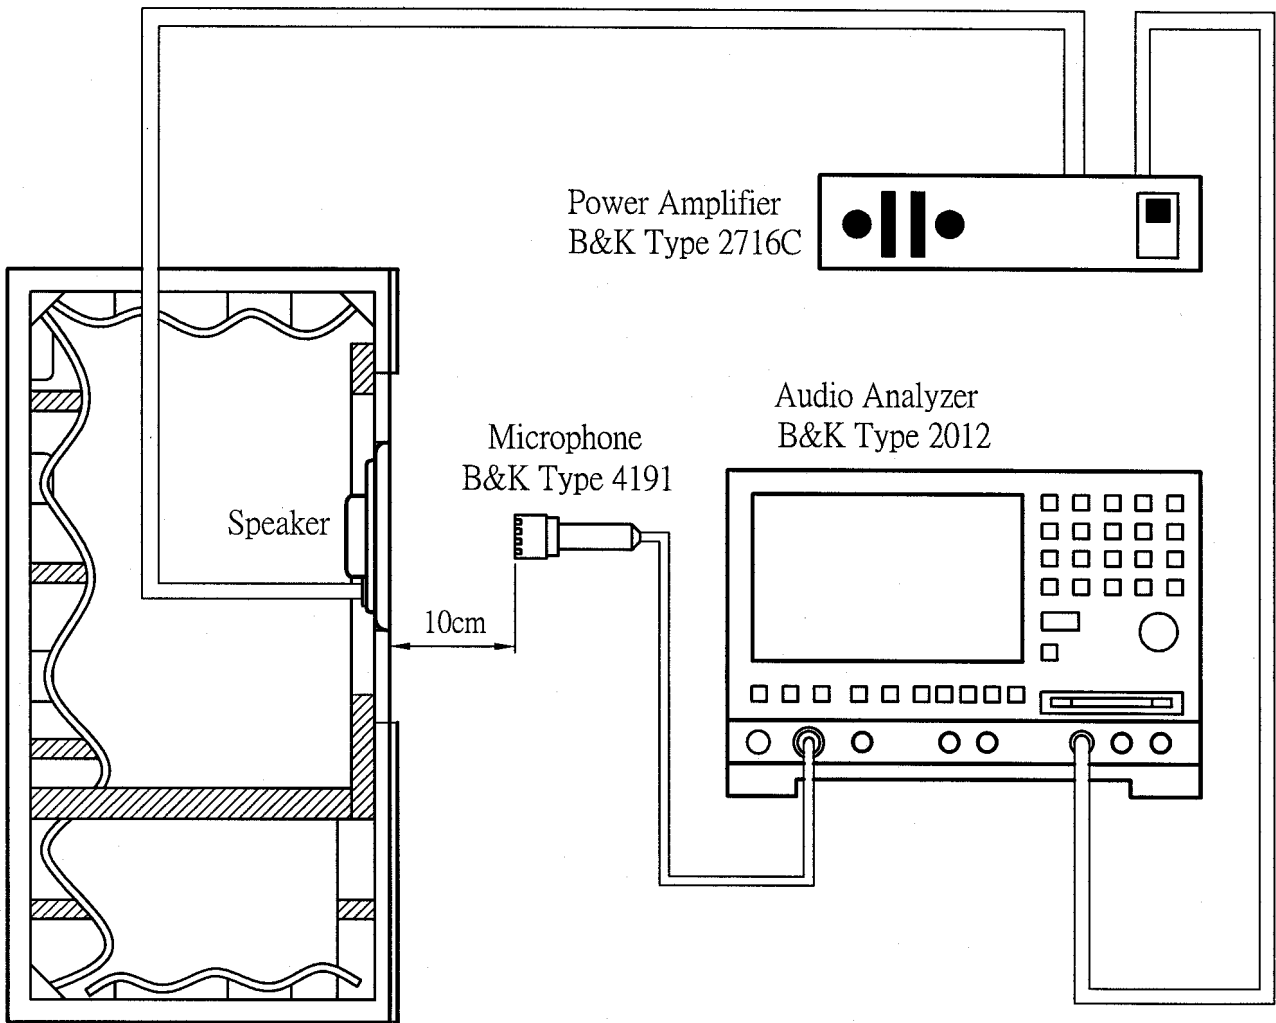 Power Amplifier
B&K Type 2716C
Audio Analyzer
B&K Type 2012
Microphone
B&K Type 4191
Speaker
10cm